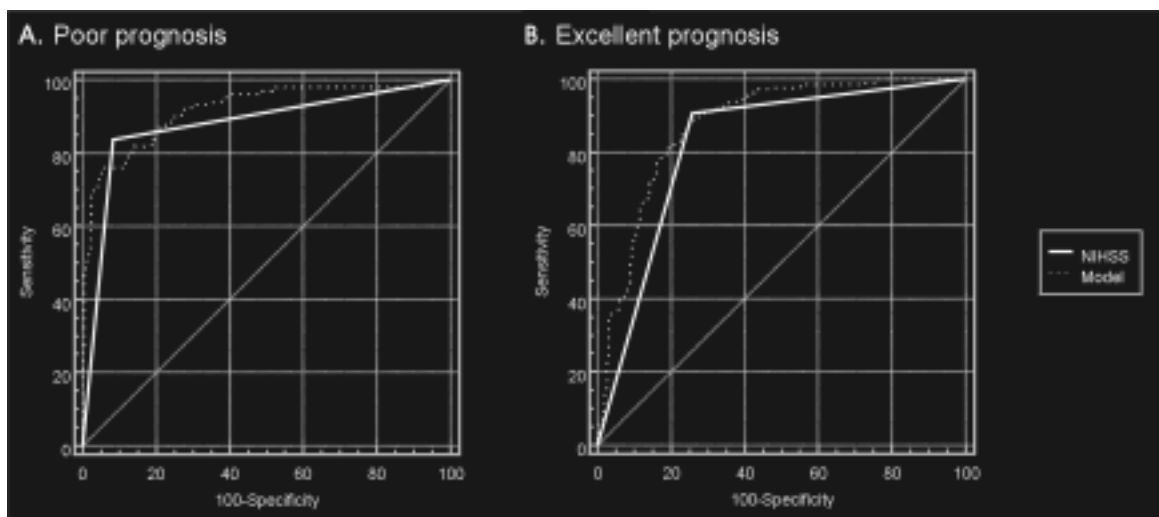 A. Poor prognosis
100
80
60
40
20
0
Sensitivity
0 20 40 60 80 100
100-Specificity
B. Excellent prognosis
100
80
60
40
20
0
Sensitivity
0 20 40 60 80 100
100-Specificity
NIHSS
Model